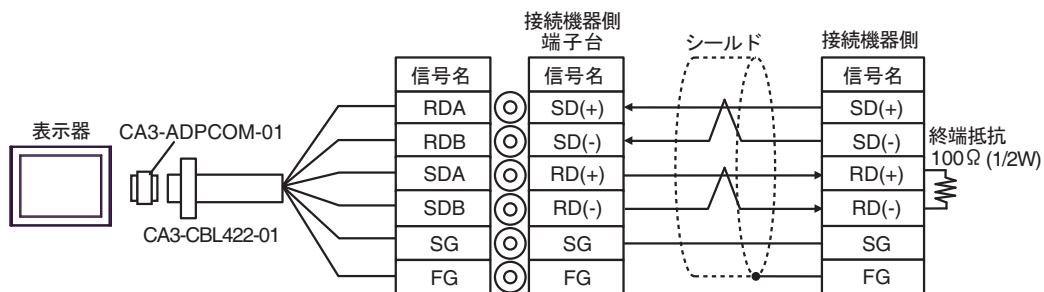 表示器
CA3-ADPCOM-01
CA3-CBL422-01
信号名
RDA
RDB
SDA
SDB
SG
FG
接続機器側
端子台
信号名
SD(+)
SD(-)
RD(+)
RD(-)
SG
FG
シールド
接続機器側
信号名
SD(+)
SD(-)
RD(+)
RD(-)
SG
FG
終端抵抗
100Ω (1/2W)